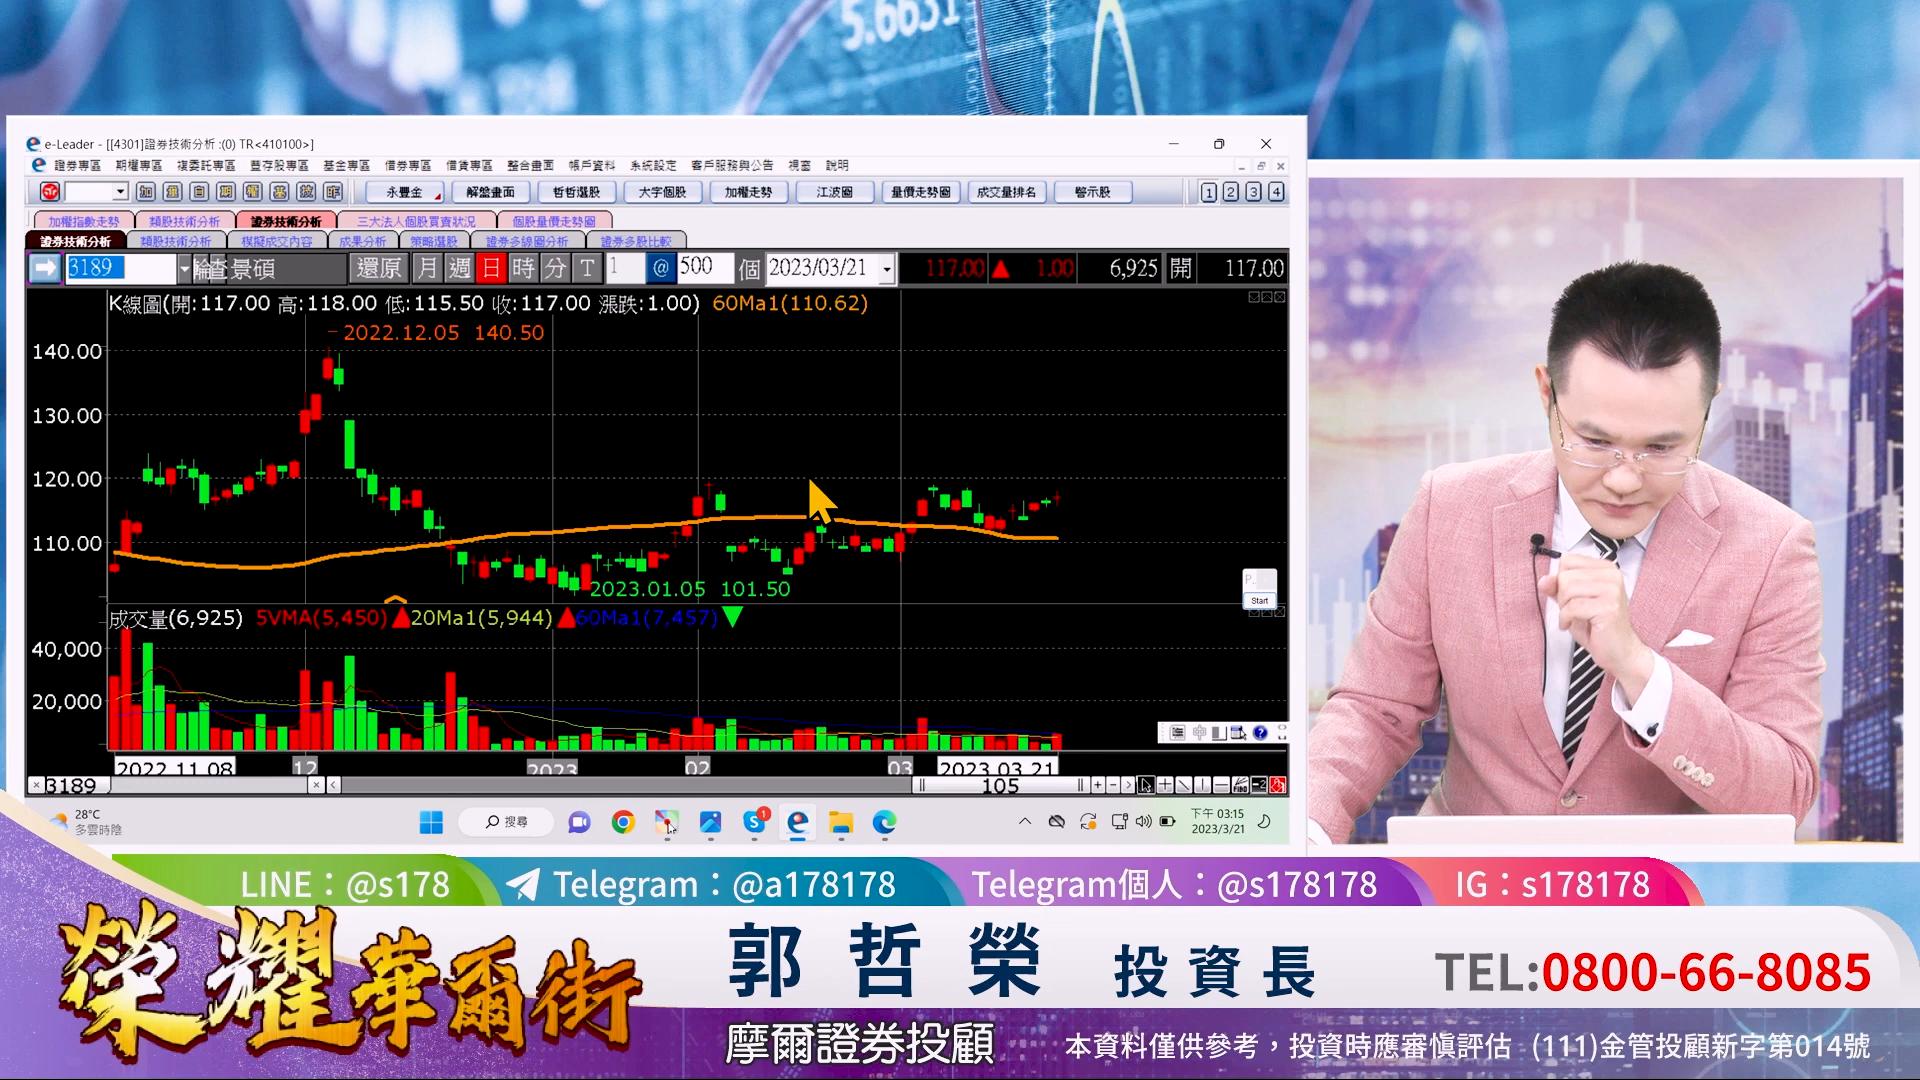 5.6631
e-Leader - [[4301]證券技術分析 :(0) TR<410100>]
證券專區 期權專區 複委託專區 豐存股專區 基金專區 借券專區 借貸專區 整合畫面 帳戶資料 系統設定 客戶服務與公告 視窗 說明
永豐金 解盤畫面 哲哲選股 大字個股 加權走勢 江波圖 量價走勢圖 成交量排名 警示股 1 2 3 4
加權指數走勢 類股技術分析 證券技術分析 三大法人個股買賣狀況 個股量價走勢圖
證券技術分析 類股技術分析 模擬成交內容 成果分析 策略選股 證券多線圖分析 證券多股比較
3189 查 景碩 還原 月 週 日 時 分 T 1 @ 500 個 2023/03/21 117.00 ▲ 1.00 6,925 開 117.00
K線圖(開:117.00 高:118.00 低:115.50 收:117.00 漲跌:1.00) 60Ma1(110.62)
2022.12.05 140.50
140.00
130.00
120.00
110.00
2023.01.05 101.50
P.
Start
成交量(6,925) 5VMA(5,450) ▲ 20Ma1(5,944) ▲ 60Ma1(7,457) ▼
40,000
20,000
2022.11.08 12 2023 02 03 2023.03.21
3189 105
28°C
多雲時陰
搜尋
1
下午 03:15
2023/3/21
LINE：@s178 Telegram：@a178178 Telegram個人：@s178178 IG：s178178
榮耀華爾街
郭哲榮 投資長 TEL:0800-66-8085
摩爾證券投顧 本資料僅供參考，投資時應審慎評估 (111)金管投顧新字第014號